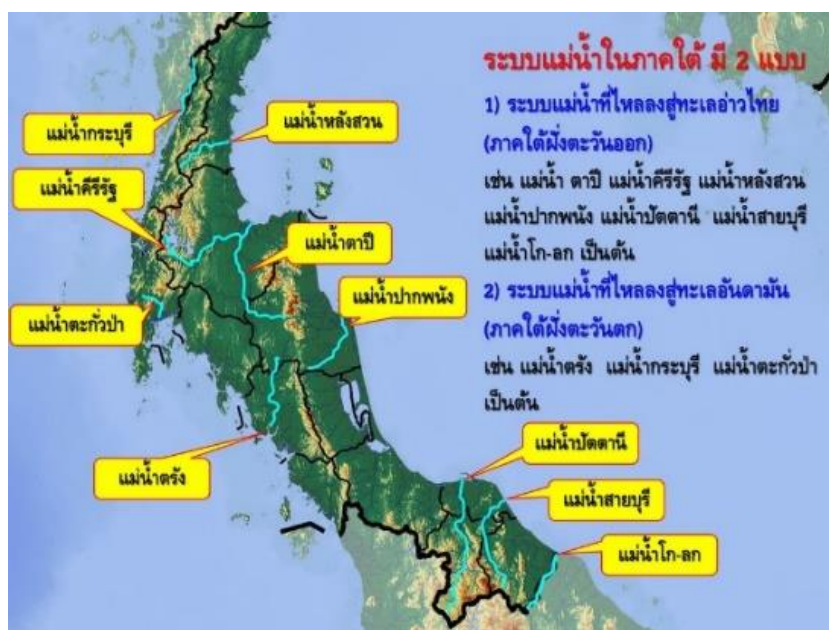 ระบบแม่น้ำในภาคใต้ มี 2 แบบ
1) ระบบแม่น้ำที่ไหลลงสู่ทะเลอ่าวไทย
(ภาคใต้ฝั่งตะวันออก)
เช่น แม่น้ำ ตาปี แม่น้ำคีรีรัฐ แม่น้ำหลังสวน
แม่น้ำปากพนัง แม่น้ำปัตตานี แม่น้ำสายบุรี
แม่น้ำโก-ลก เป็นต้น
2) ระบบแม่น้ำที่ไหลลงสู่ทะเลอันดามัน
(ภาคใต้ฝั่งตะวันตก)
เช่น แม่น้ำตรัง แม่น้ำกระบุรี แม่น้ำตะกั่วป่า
เป็นต้น
แม่น้ำกระบุรี
แม่น้ำหลังสวน
แม่น้ำคีรีรัฐ
แม่น้ำตาปี
แม่น้ำปากพนัง
แม่น้ำตะกั่วป่า
แม่น้ำตรัง
แม่น้ำปัตตานี
แม่น้ำสายบุรี
แม่น้ำโก-ลก